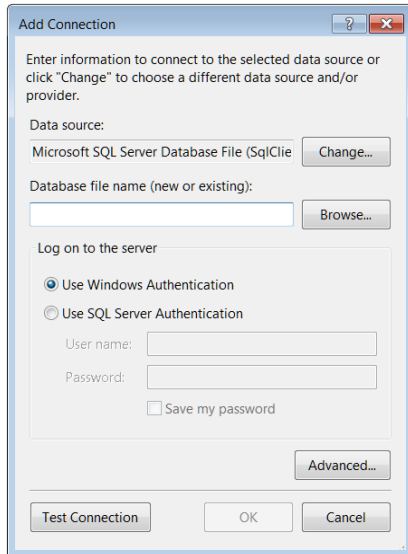 Add Connection
Enter information to connect to the selected data source or
click "Change" to choose a different data source and/or
provider.
Data source:
Microsoft SQL Server Database File (SqlClie
Change...
Database file name (new or existing):
Browse...
Log on to the server
Use Windows Authentication
Use SQL Server Authentication
User name:
Password:
Save my password
Advanced...
Test Connection
OK
Cancel